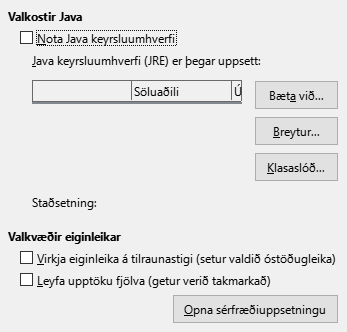 Valkostir Java
Nota Java keyrsluumhverfi
Java keyrsluumhverfi (JRE) er þegar uppsett:
Söluaðili Ú
Bæta við...
Breytur...
Klasaslóð...
Staðsetning:
Valkvæðir eiginleikar
Virkja eiginleika á tilraunastigi (setur valdið óstöðugleika)
Leyfa upptöku fjölva (getur verið takmarkað)
Opna sérfræðiuppsetningu